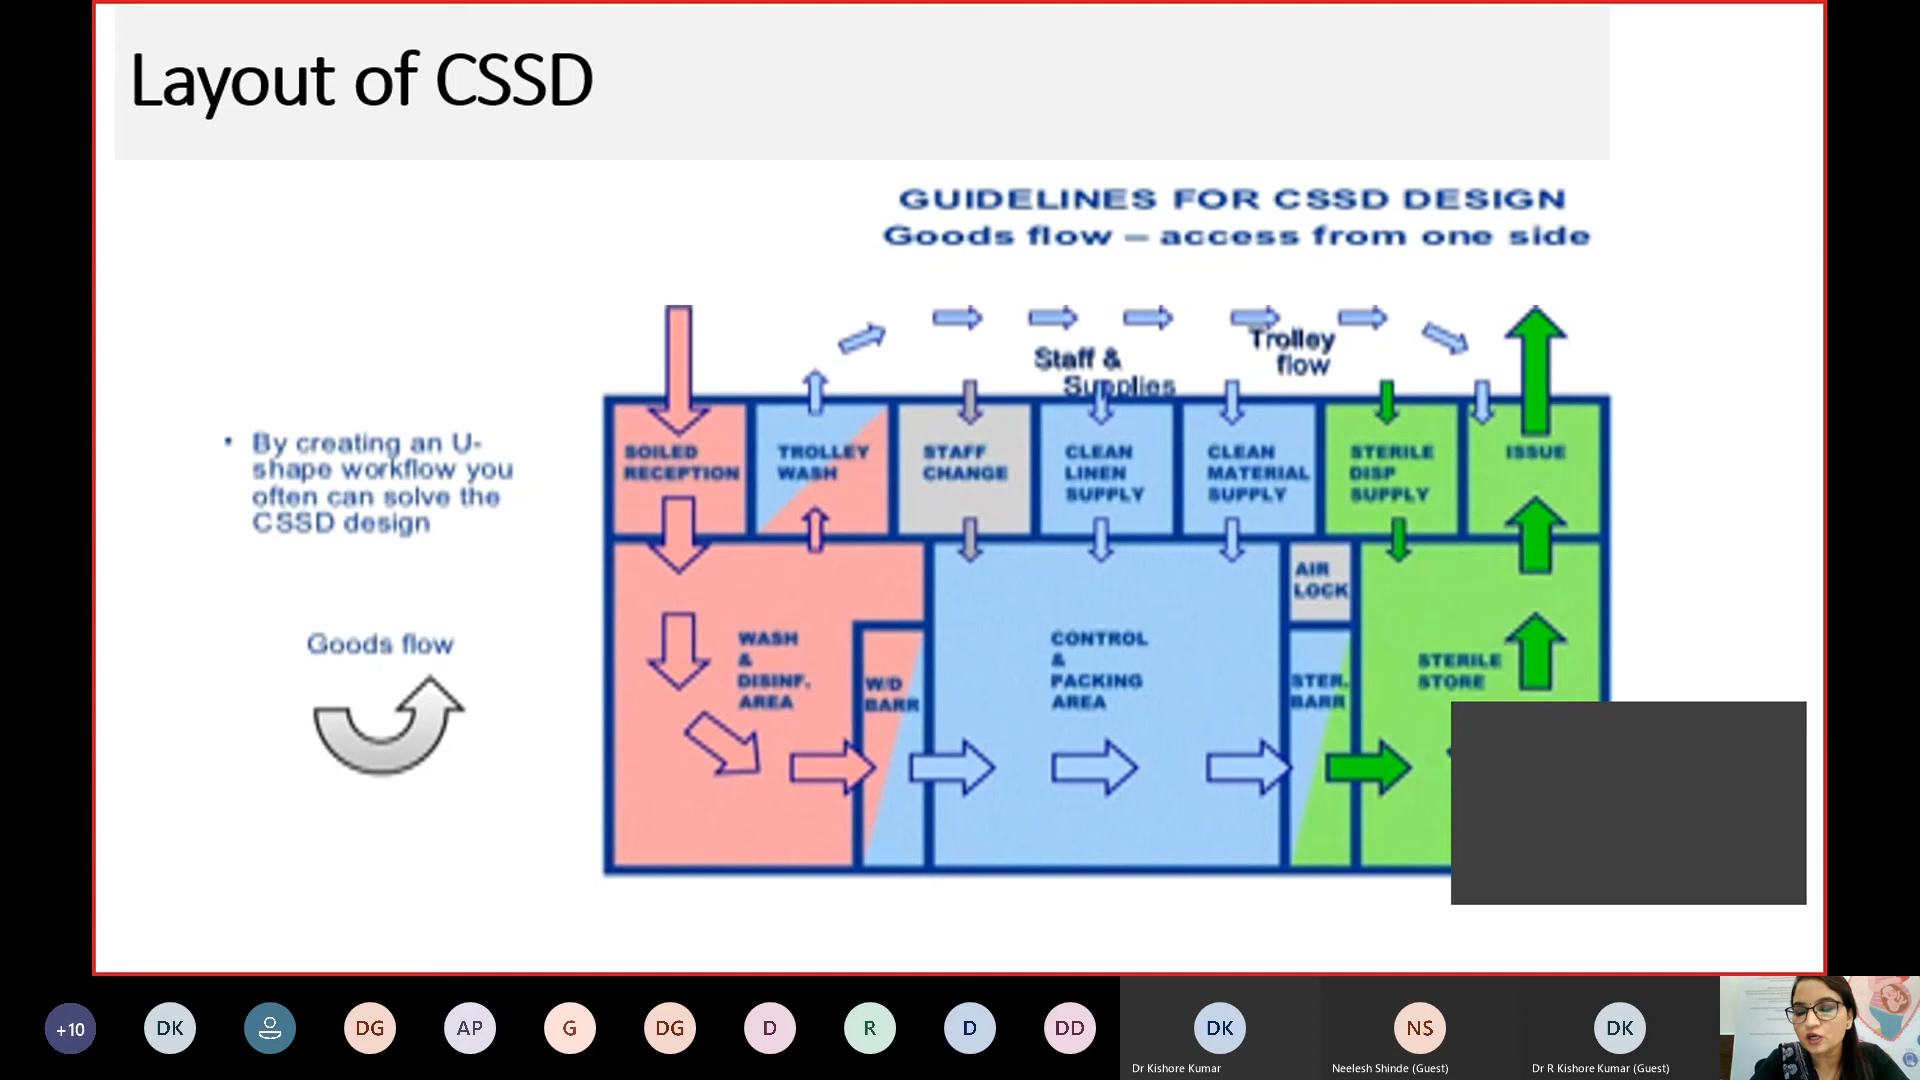 Layout of CSSD
GUIDELINES FOR CSSD DESIGN
Goods flow – access from one side
Trolley
flow
Staff &
Supplies
• By creating an U-
shape workflow you
often can solve the
CSSD design
Goods flow
SOILED
RECEPTION
TROLLEY
WASH
STAFF
CHANGE
CLEAN
LINEN
SUPPLY
CLEAN
MATERIAL
SUPPLY
STERILE
DISP
SUPPLY
ISSUE
AIR
LOCK
WASH
&
DISINF.
AREA
W/D
BARR
CONTROL
&
PACKING
AREA
STER.
BARR
STERILE
STORE
+10
DK
DG
AP
G
DG
D
R
D
DD
DK
NS
DK
Dr Kishore Kumar
Neelesh Shinde (Guest)
Dr R Kishore Kumar (Guest)